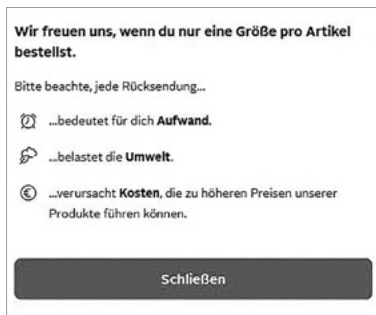 Wir freuen uns, wenn du nur eine Größe pro Artikel
bestellst.
Bitte beachte, jede Rücksendung...
...bedeutet für dich Aufwand.
...belastet die Umwelt.
...verursacht Kosten, die zu höheren Preisen unserer
Produkte führen können.
Schließen